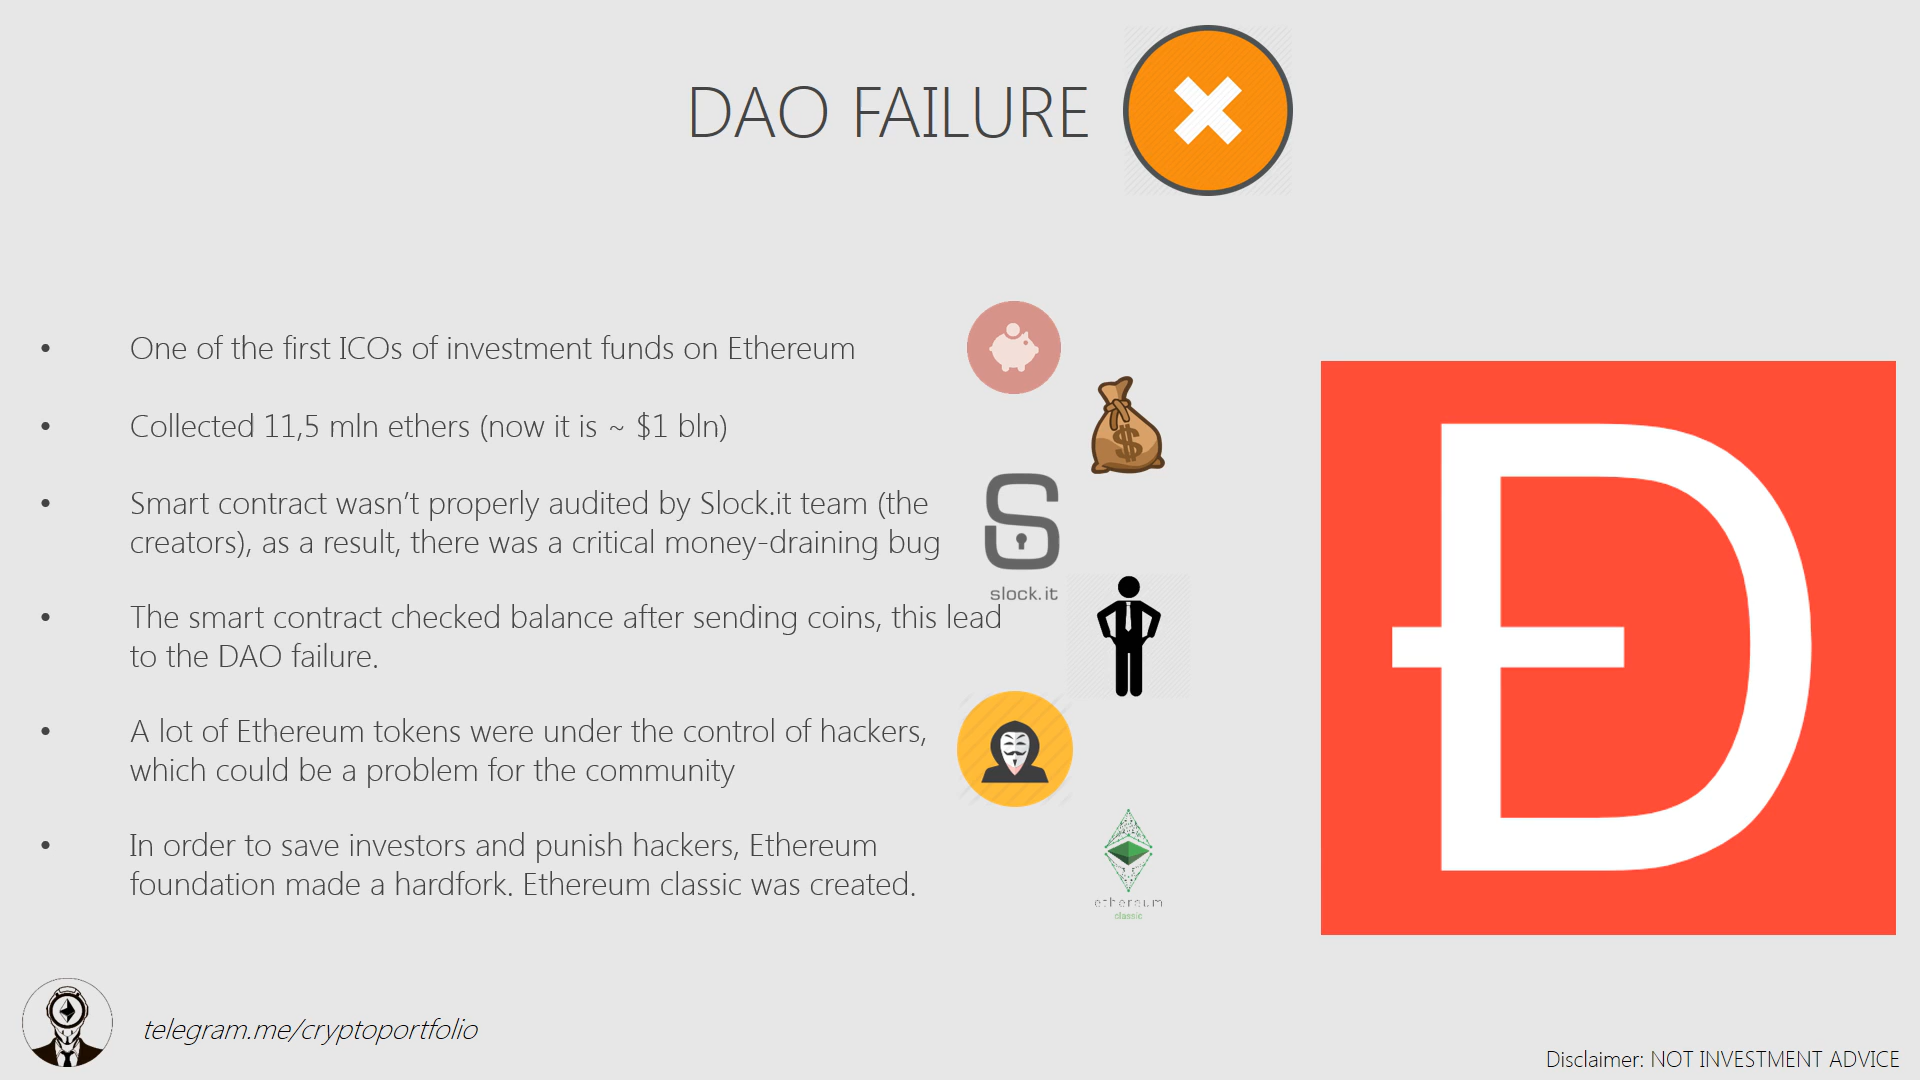 DAO FAILURE
• One of the first ICOs of investment funds on Ethereum
• Collected 11,5 mln ethers (now it is ~ $1 bln)
• Smart contract wasn’t properly audited by Slock.it team (the
creators), as a result, there was a critical money-draining bug
slock.it
• The smart contract checked balance after sending coins, this lead
to the DAO failure.
• A lot of Ethereum tokens were under the control of hackers,
which could be a problem for the community
• In order to save investors and punish hackers, Ethereum
foundation made a hardfork. Ethereum classic was created.
ethereum
classic
telegram.me/cryptoportfolio
Disclaimer: NOT INVESTMENT ADVICE